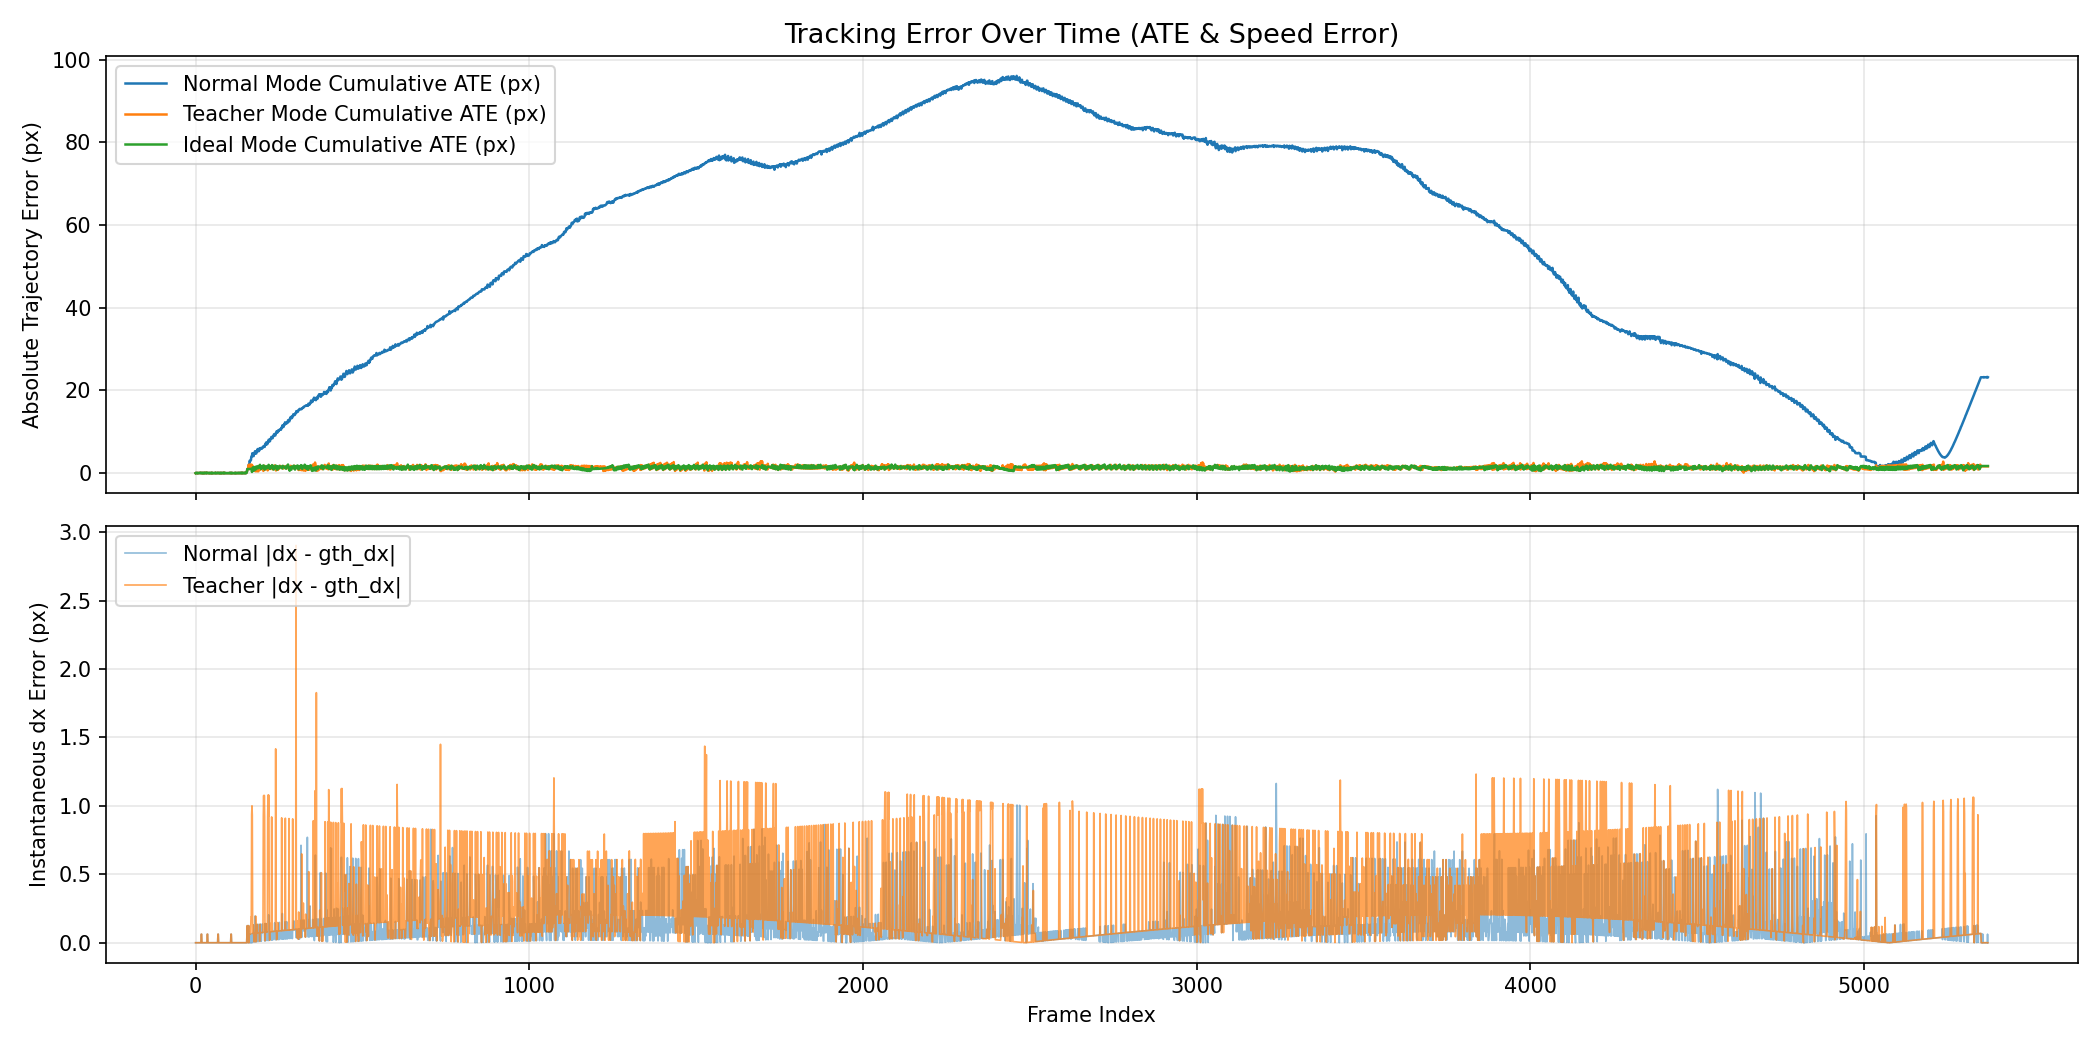 Tracking Error Over Time (ATE & Speed Error)
Absolute Trajectory Error (px)
100
80
60
40
20
0
Normal Mode Cumulative ATE (px)
Teacher Mode Cumulative ATE (px)
Ideal Mode Cumulative ATE (px)
Instantaneous dx Error (px)
3.0
2.5
2.0
1.5
1.0
0.5
0.0
Normal |dx - gth_dx|
Teacher |dx - gth_dx|
0 1000 2000 3000 4000 5000
Frame Index